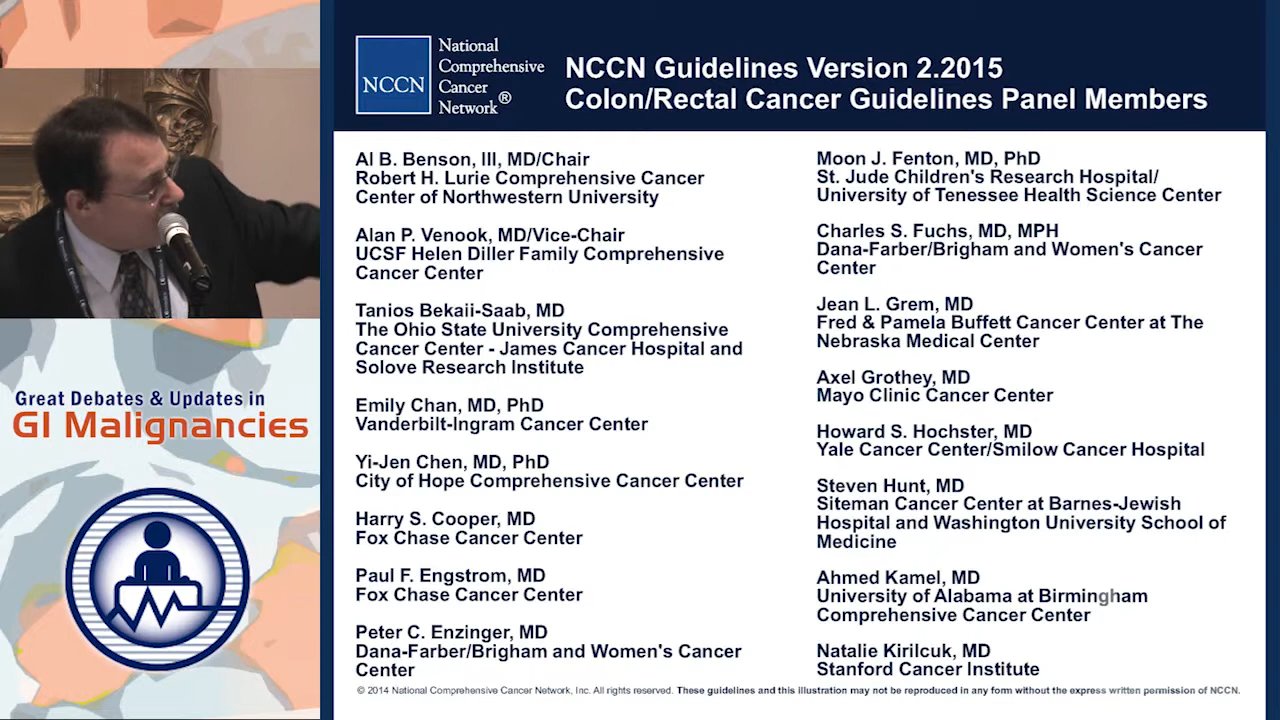 NCCN
National
Comprehensive
Cancer
Network®
NCCN Guidelines Version 2.2015
Colon/Rectal Cancer Guidelines Panel Members
Al B. Benson, III, MD/Chair
Robert H. Lurie Comprehensive Cancer
Center of Northwestern University
Alan P. Venook, MD/Vice-Chair
UCSF Helen Diller Family Comprehensive
Cancer Center
Tanios Bekaii-Saab, MD
The Ohio State University Comprehensive
Cancer Center - James Cancer Hospital and
Solove Research Institute
Emily Chan, MD, PhD
Vanderbilt-Ingram Cancer Center
Yi-Jen Chen, MD, PhD
City of Hope Comprehensive Cancer Center
Harry S. Cooper, MD
Fox Chase Cancer Center
Paul F. Engstrom, MD
Fox Chase Cancer Center
Peter C. Enzinger, MD
Dana-Farber/Brigham and Women's Cancer
Center
Moon J. Fenton, MD, PhD
St. Jude Children's Research Hospital/
University of Tennessee Health Science Center
Charles S. Fuchs, MD, MPH
Dana-Farber/Brigham and Women's Cancer
Center
Jean L. Grem, MD
Fred & Pamela Buffett Cancer Center at The
Nebraska Medical Center
Axel Grothey, MD
Mayo Clinic Cancer Center
Howard S. Hochster, MD
Yale Cancer Center/Smilow Cancer Hospital
Steven Hunt, MD
Siteman Cancer Center at Barnes-Jewish
Hospital and Washington University School of
Medicine
Ahmed Kamel, MD
University of Alabama at Birmingham
Comprehensive Cancer Center
Natalie Kirilcuk, MD
Stanford Cancer Institute
© 2014 National Comprehensive Cancer Network, Inc. All rights reserved. These guidelines and this illustration may not be reproduced in any form without the express written permission of NCCN.
Great Debates & Updates in
GI Malignancies